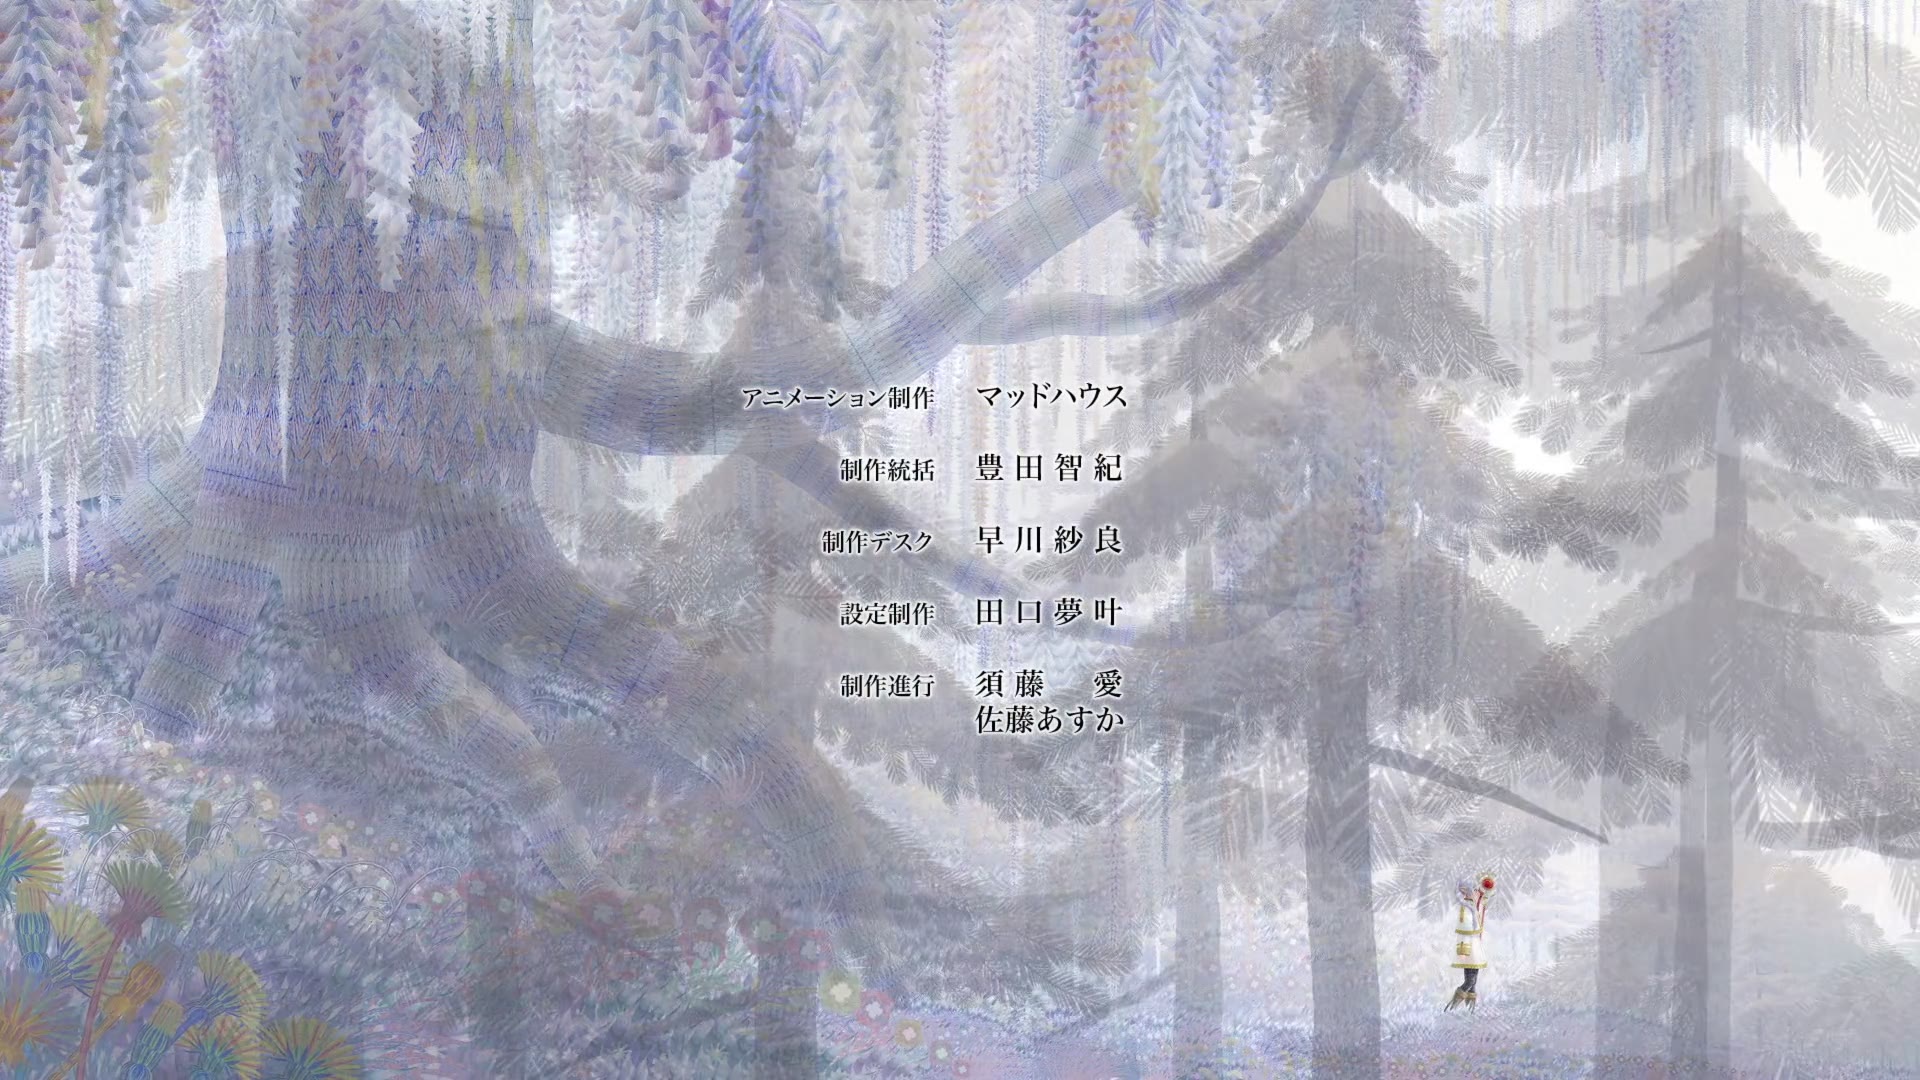 アニメーション制作 マッドハウス
制作統括 豊田智紀
制作デスク 早川紗良
設定制作 田口夢叶
制作進行 須藤 愛
佐藤あすか